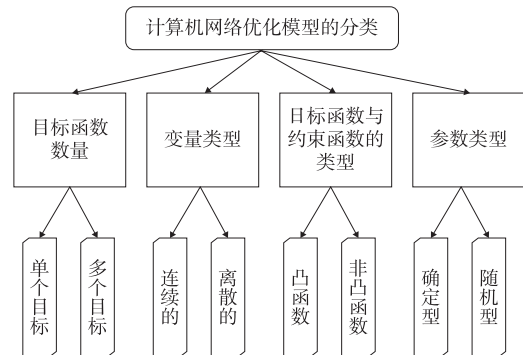 计算机网络优化模型的分类
目标函数
数量
变量类型
目标函数与
约束函数的
类型
参数类型
单个目标
多个目标
连续的
离散的
凸函数
非凸函数
确定型
随机型